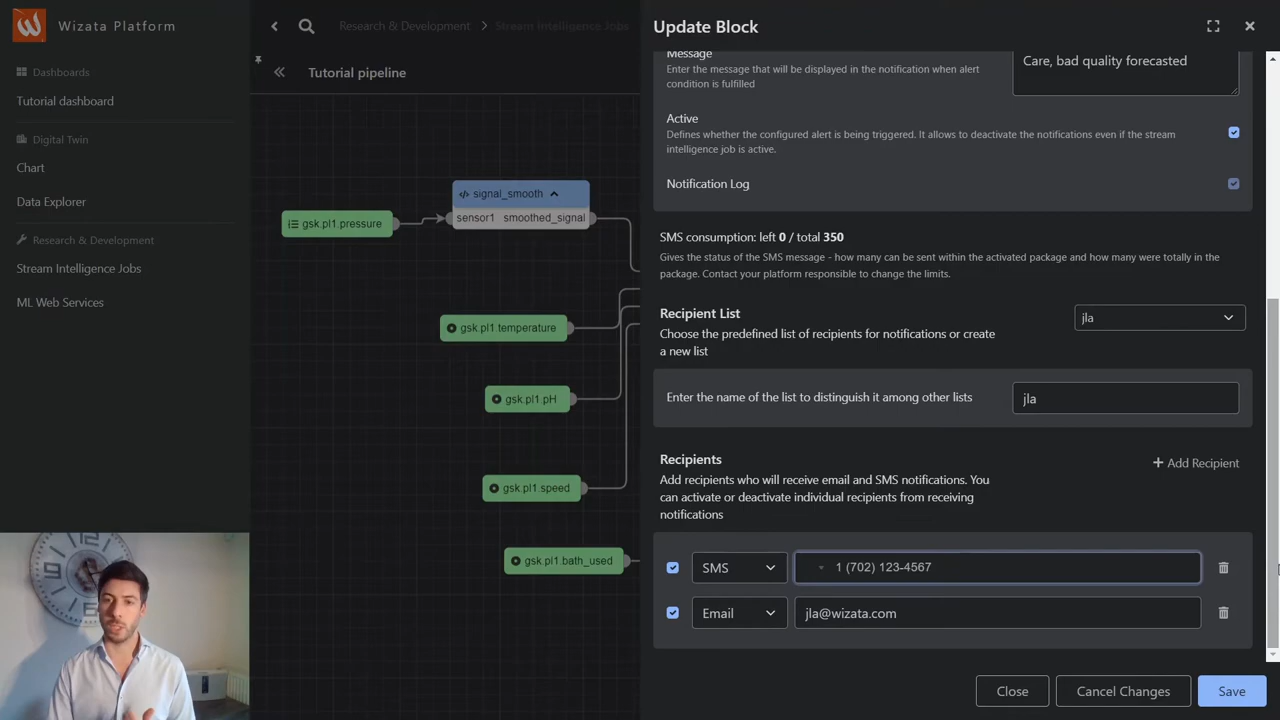 Wizata Platform
Dashboards
Tutorial dashboard
Digital Twin
Chart
Data Explorer
Research & Development
Stream Intelligence Jobs
ML Web Services
Research & Development
Stream Intelligence Jobs
Tutorial pipeline
gsk.pl1.pressure
signal_smooth
sensor1 smoothed_signal
gsk.pl1.temperature
gsk.pl1.pH
gsk.pl1.speed
gsk.pl1.bath_used
Update Block
Message
Enter the message that will be displayed in the notification when alert
condition is fulfilled
Care, bad quality forecasted
Active
Defines whether the configured alert is being triggered. It allows to deactivate the notifications even if the stream
intelligence job is active.
Notification Log
SMS consumption: left 0 / total 350
Gives the status of the SMS message - how many can be sent within the activated package and how many were totally in the
package. Contact your platform responsible to change the limits.
Recipient List
Choose the predefined list of recipients for notifications or create
a new list
jla
Enter the name of the list to distinguish it among other lists
jla
Recipients
Add recipients who will receive email and SMS notifications. You
can activate or deactivate individual recipients from receiving
notifications
+ Add Recipient
SMS
1 (702) 123-4567
Email
jla@wizata.com
Close
Cancel Changes
Save